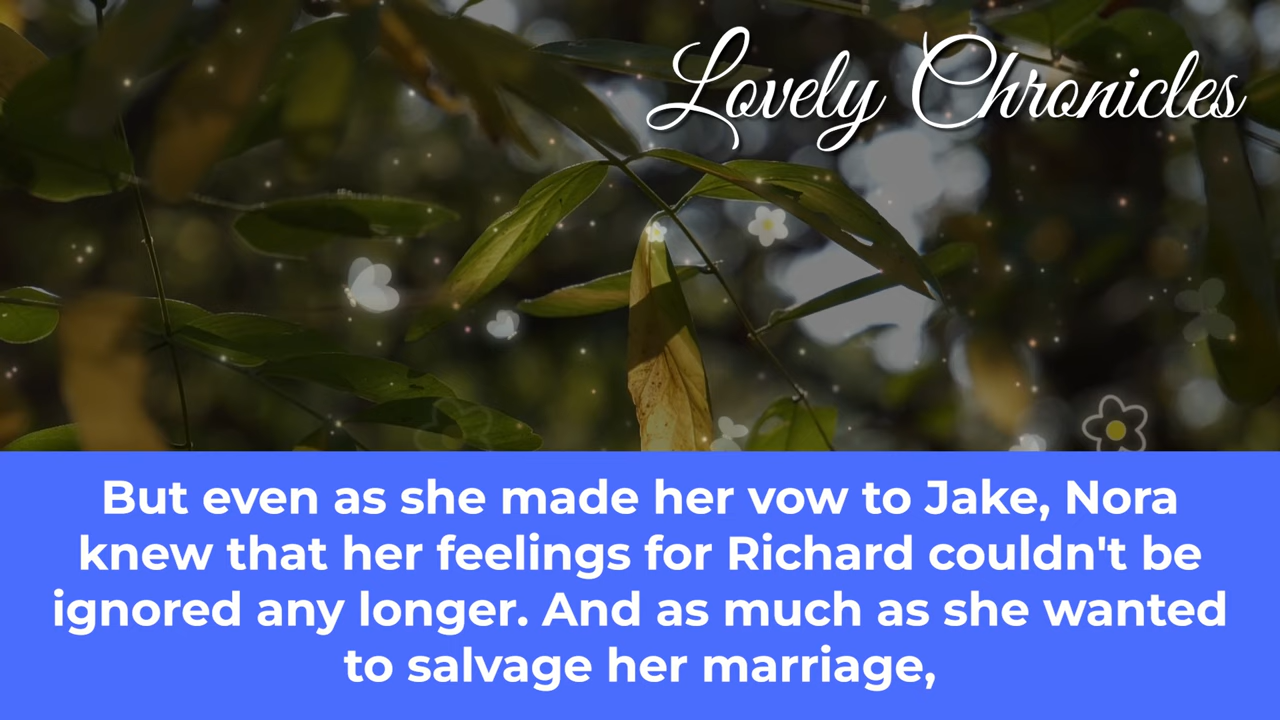 Lovely Chronicles
But even as she made her vow to Jake, Nora
knew that her feelings for Richard couldn't be
ignored any longer. And as much as she wanted
to salvage her marriage,